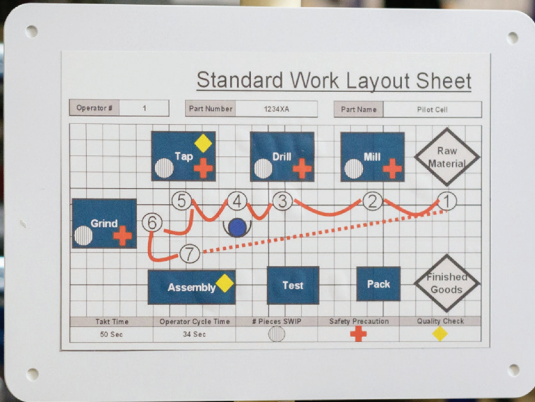 Standard Work Layout Sheet
Operator # 1 Part Number 1234XA Part Name Pilot Cell
Tap Drill Mill Raw Material
5 4 3 2 1
Grind 6
7
Assembly Test Pack Finished Goods
Takt Time Operator Cycle Time # Pieces SWIP Safety Precaution Quality Check
50 Sec 34 Sec